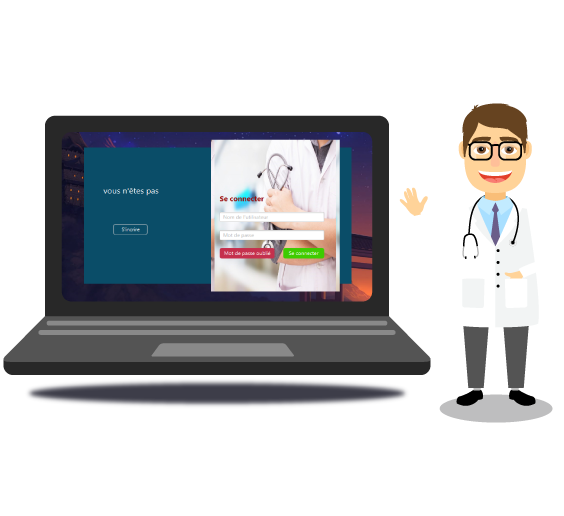 vous n'êtes pas
S'inscrire
Se connecter
Nom de l'utilisateur
Mot de passe
Mot de passe oublié
Se connecter